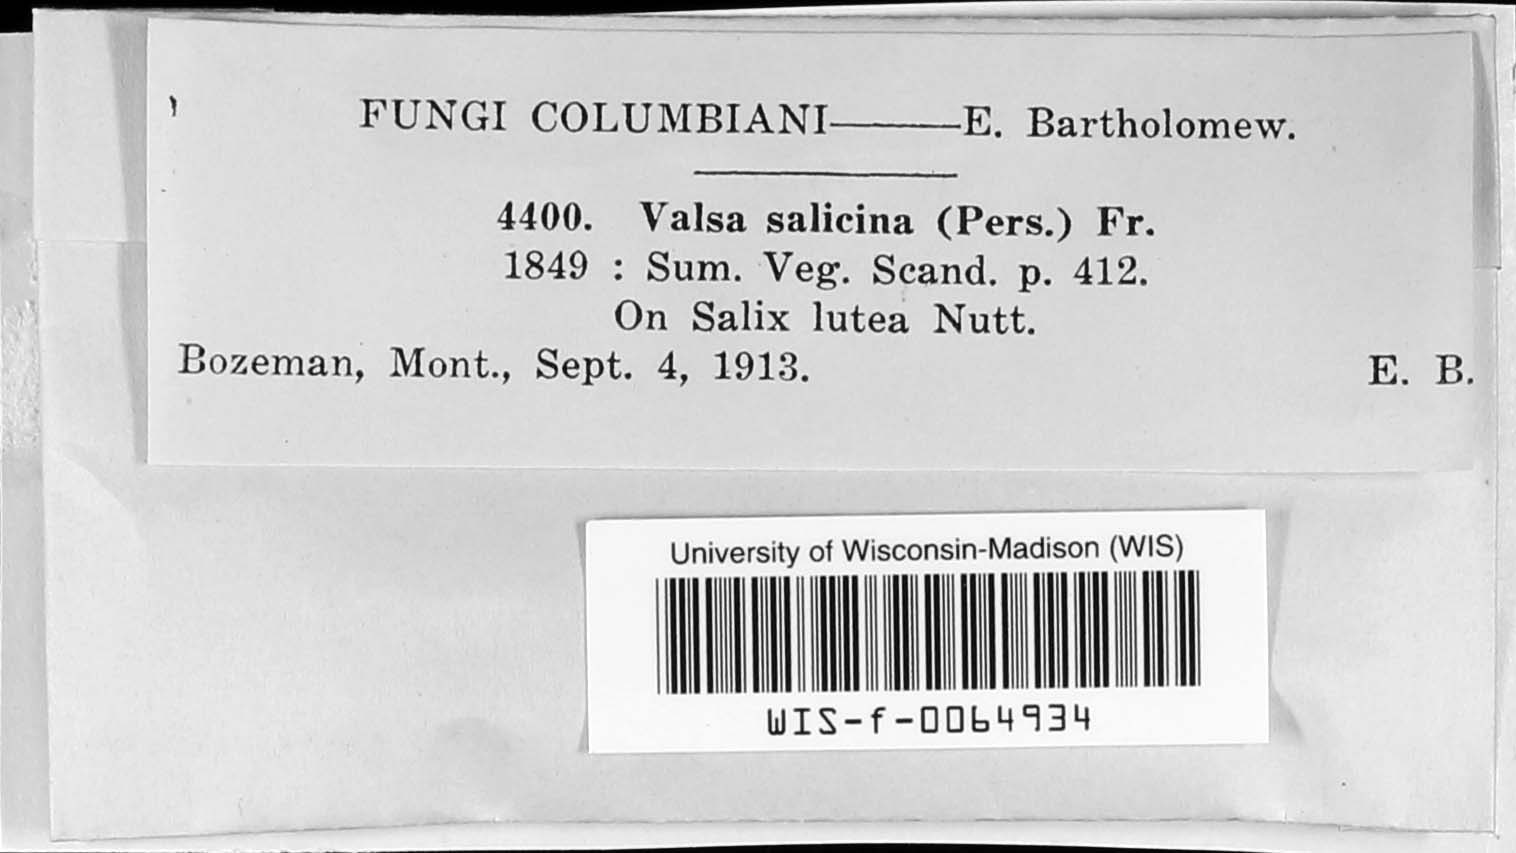 FUNGI COLUMBIANI——E. Bartholomew.
4400. Valsa salicina (Pers.) Fr.
1849 : Sum. Veg. Scand. p. 412.
On Salix lutea Nutt.
Bozeman, Mont., Sept. 4, 1913. E. B.
University of Wisconsin-Madison (WIS)
WIS-f-0064934